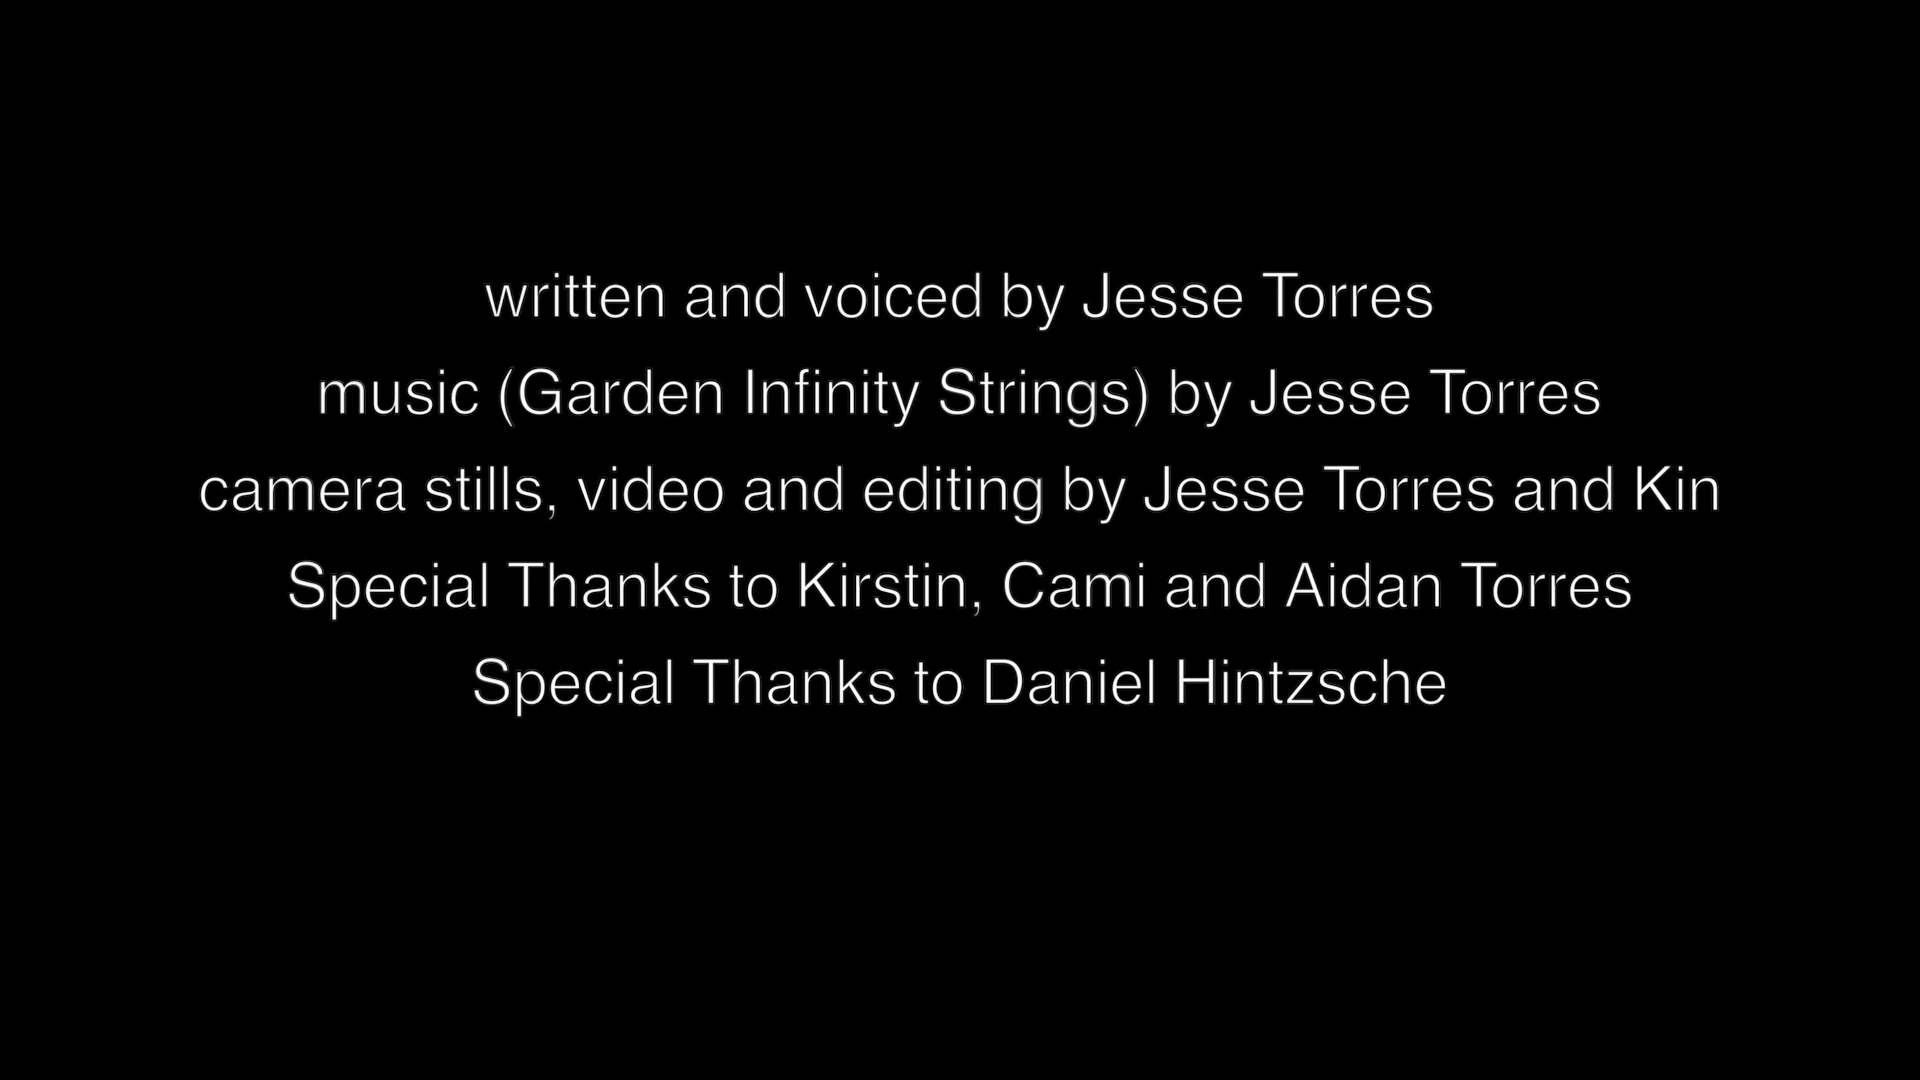 written and voiced by Jesse Torres
music (Garden Infinity Strings) by Jesse Torres
camera stills, video and editing by Jesse Torres and Kin
Special Thanks to Kirstin, Cami and Aidan Torres
Special Thanks to Daniel Hintzsche